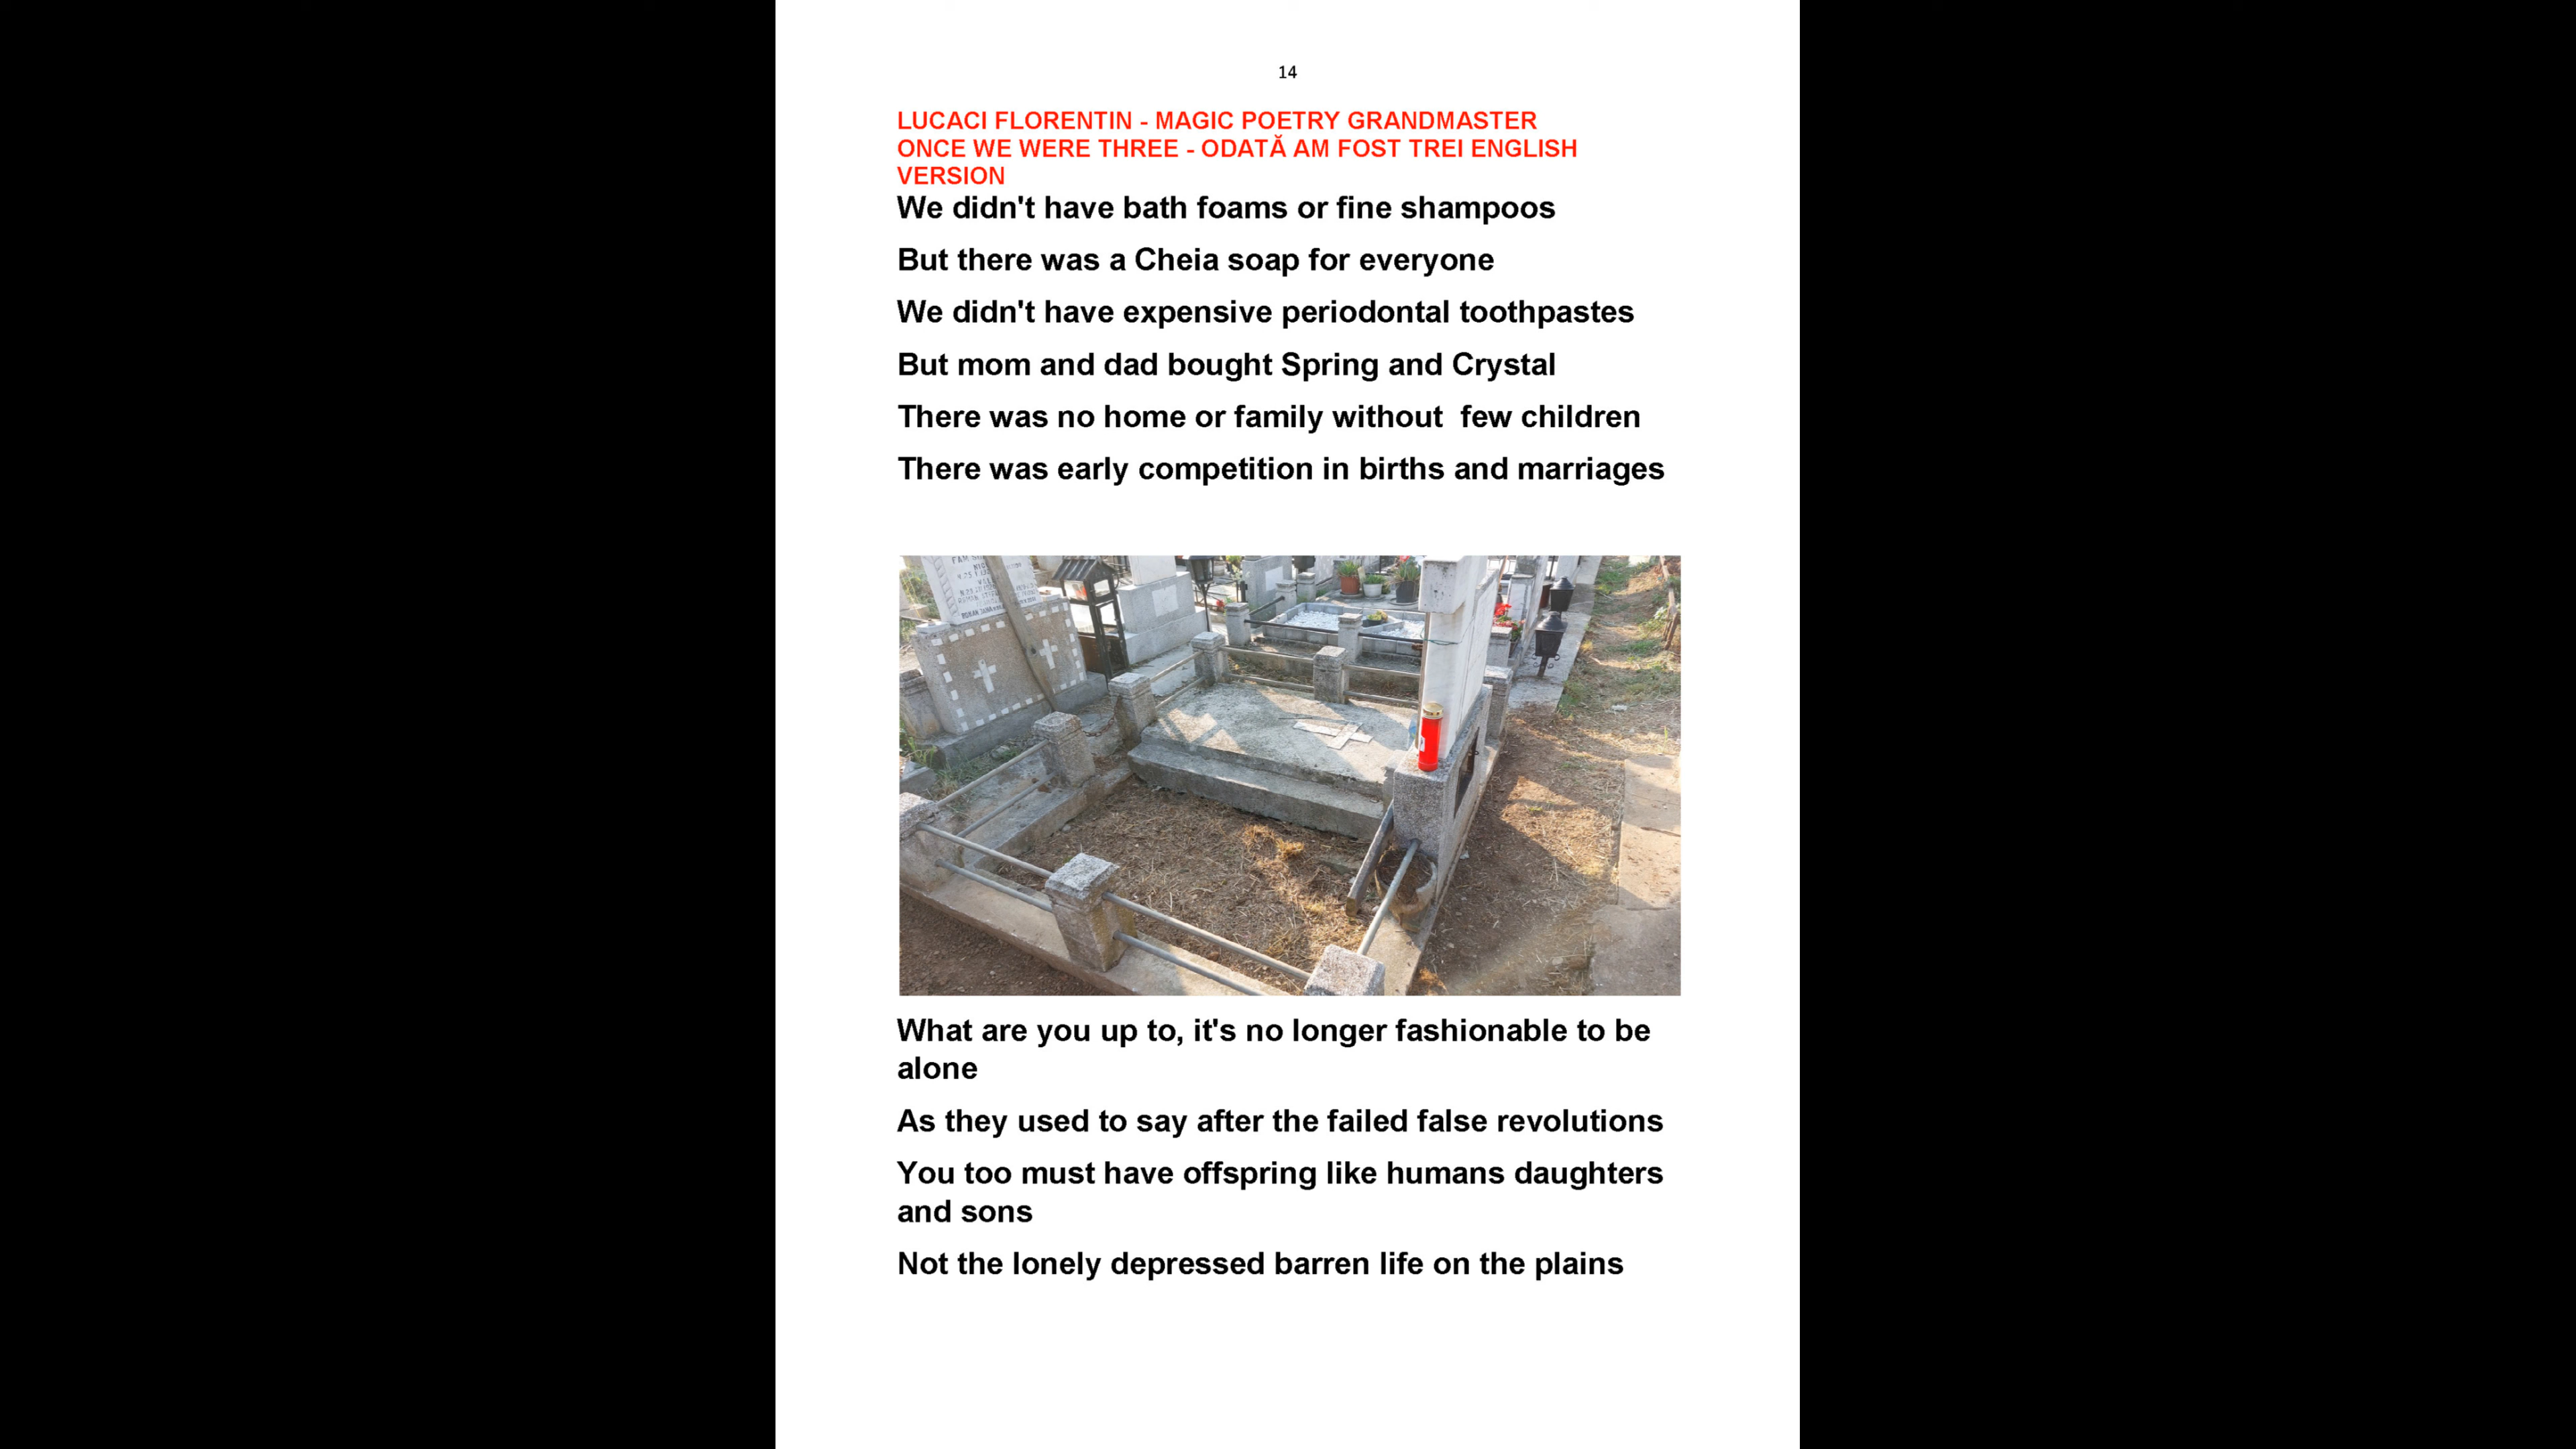 14
LUCACI FLORENTIN - MAGIC POETRY GRANDMASTER
ONCE WE WERE THREE - ODATĂ AM FOST TREI ENGLISH
VERSION
We didn't have bath foams or fine shampoos
But there was a Cheia soap for everyone
We didn't have expensive periodontal toothpastes
But mom and dad bought Spring and Crystal
There was no home or family without  few children
There was early competition in births and marriages
What are you up to, it's no longer fashionable to be
alone
As they used to say after the failed false revolutions
You too must have offspring like humans daughters
and sons
Not the lonely depressed barren life on the plains